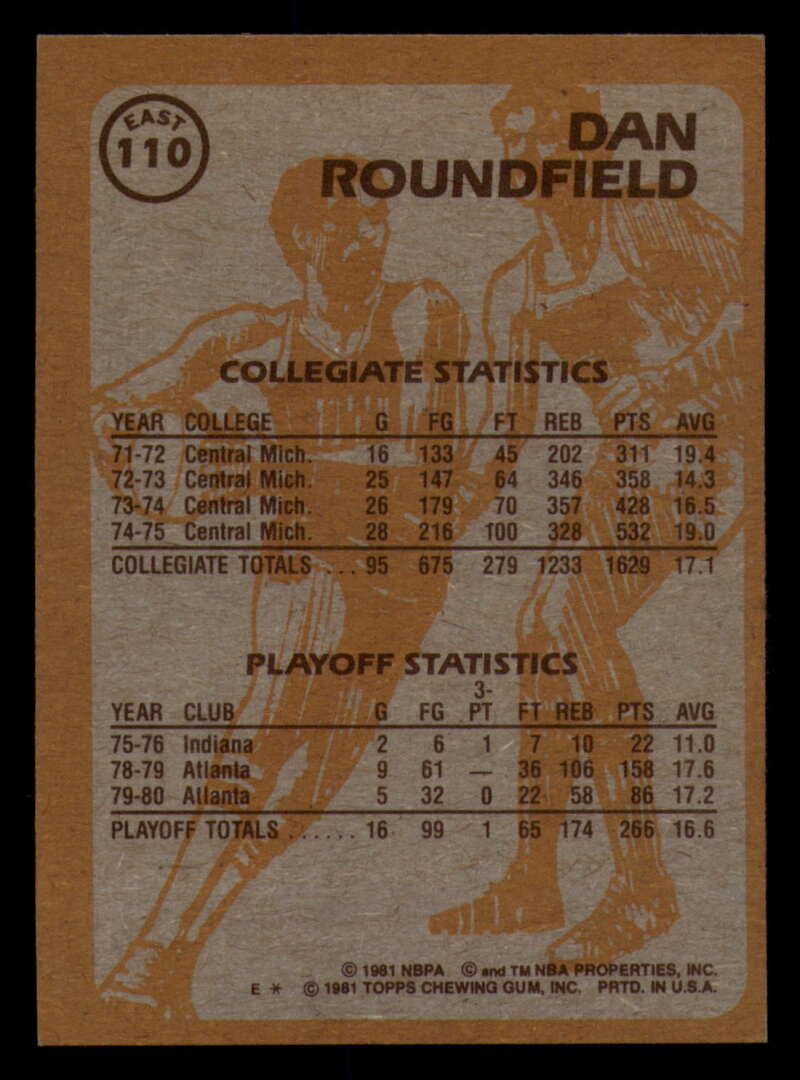 EAST
110
DAN
ROUNDFIELD
COLLEGIATE STATISTICS
YEAR COLLEGE G FG FT REB PTS AVG
71-72 Central Mich. 16 133 45 202 311 19.4
72-73 Central Mich. 25 147 64 346 358 14.3
73-74 Central Mich. 26 179 70 357 428 16.5
74-75 Central Mich. 28 216 100 328 532 19.0
COLLEGIATE TOTALS ... 95 675 279 1233 1629 17.1
PLAYOFF STATISTICS
3-
YEAR CLUB G FG PT FT REB PTS AVG
75-76 Indiana 2 6 1 7 10 22 11.0
78-79 Atlanta 9 61 — 36 106 158 17.6
79-80 Atlanta 5 32 0 22 58 86 17.2
PLAYOFF TOTALS ...... 16 99 1 65 174 266 16.6
© 1981 NBPA © and TM NBA PROPERTIES, INC.
E * © 1981 TOPPS CHEWING GUM, INC. PRTD. IN U.S.A.